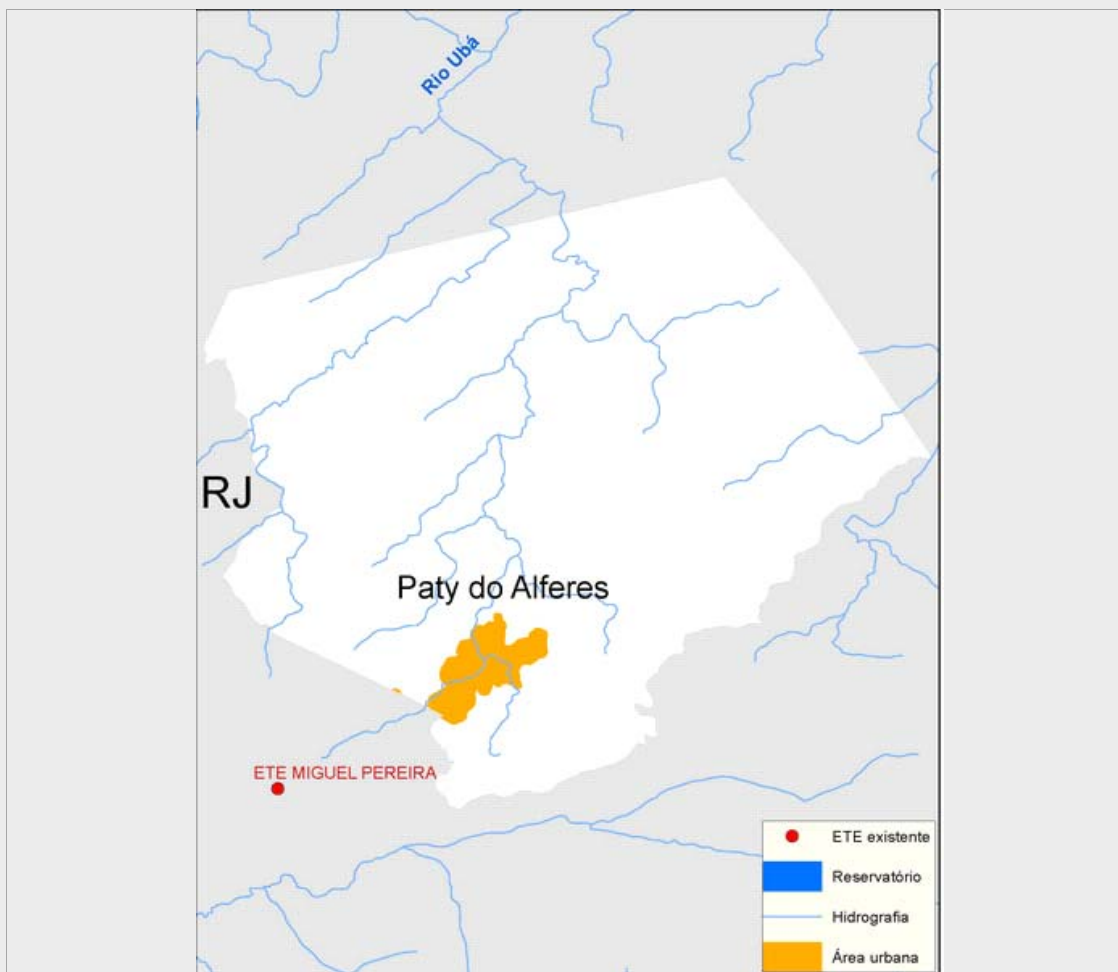 Rio Ubá
RJ
Paty do Alferes
ETE MIGUEL PEREIRA
ETE existente
Reservatório
Hidrografia
Área urbana